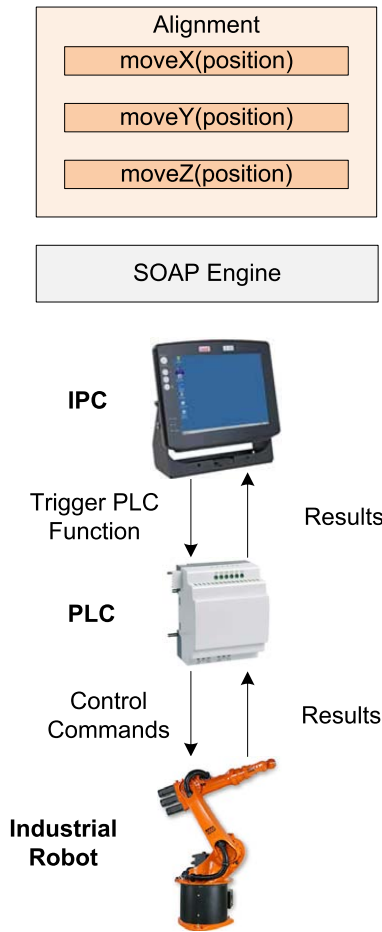 Alignment
moveX(position)
moveY(position)
moveZ(position)
SOAP Engine
IPC
Trigger PLC
Function
Results
PLC
Control
Commands
Results
Industrial
Robot